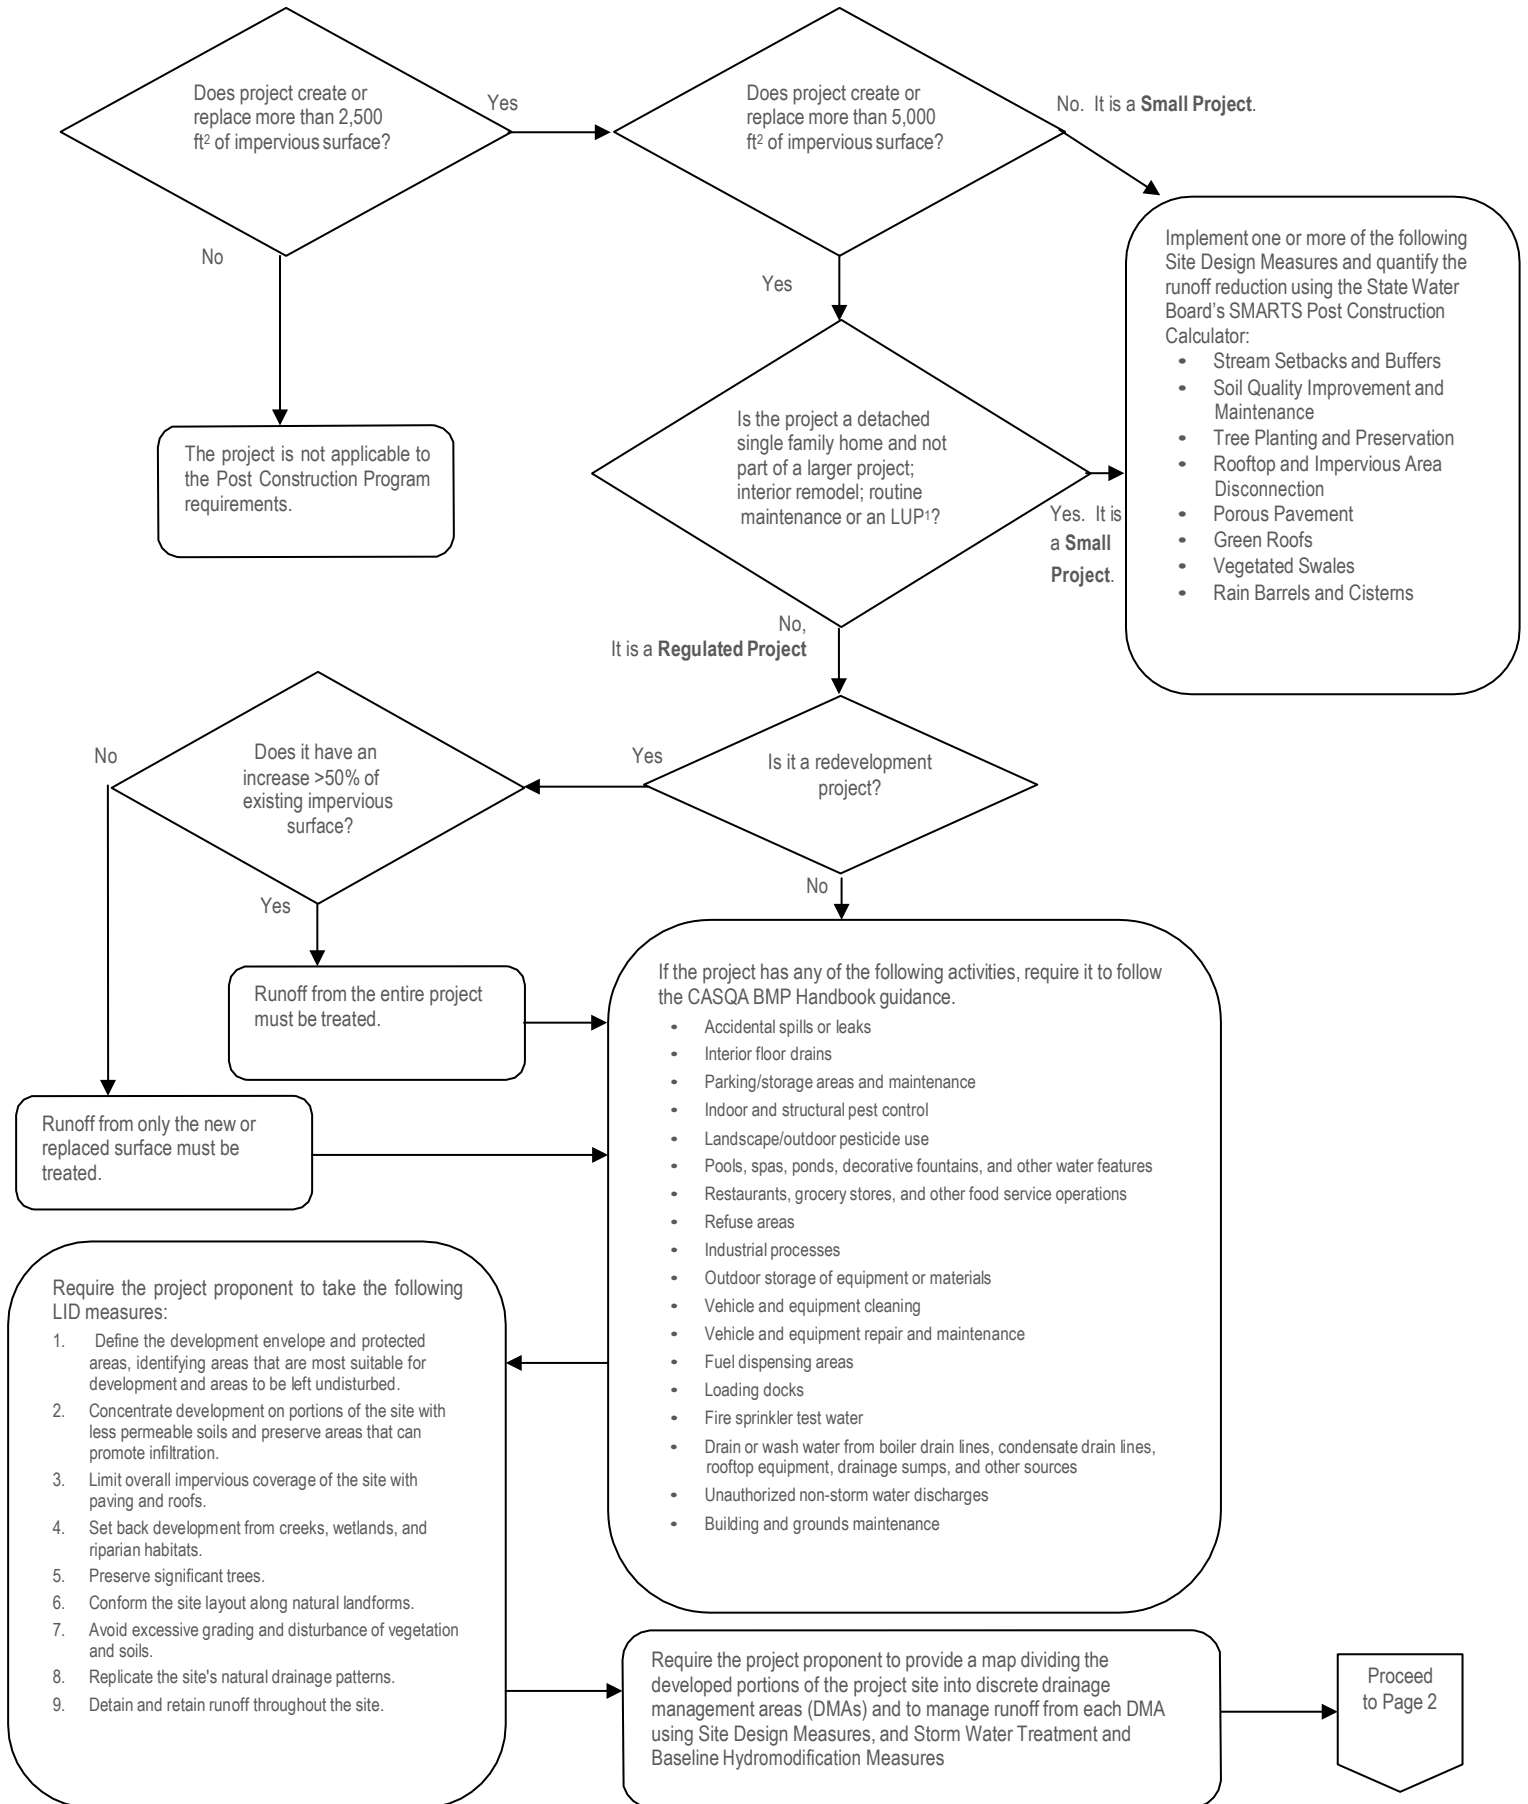 Does project create or
replace more than 2,500
ft² of impervious surface?
Yes
Does project create or
replace more than 5,000
ft² of impervious surface?
No. It is a Small Project.
No
Yes
Implement one or more of the following
Site Design Measures and quantify the
runoff reduction using the State Water
Board's SMARTS Post Construction
Calculator:
• Stream Setbacks and Buffers
• Soil Quality Improvement and
Maintenance
• Tree Planting and Preservation
• Rooftop and Impervious Area
Disconnection
• Porous Pavement
• Green Roofs
• Vegetated Swales
• Rain Barrels and Cisterns
The project is not applicable to
the Post Construction Program
requirements.
Is the project a detached
single family home and not
part of a larger project;
interior remodel; routine
maintenance or an LUP¹?
Yes. It is
a Small
Project.
No,
It is a Regulated Project
Is it a redevelopment
project?
Yes
Does it have an
increase >50% of
existing impervious
surface?
No
Yes
No
Runoff from the entire project
must be treated.
Runoff from only the new or
replaced surface must be
treated.
If the project has any of the following activities, require it to follow
the CASQA BMP Handbook guidance.
• Accidental spills or leaks
• Interior floor drains
• Parking/storage areas and maintenance
• Indoor and structural pest control
• Landscape/outdoor pesticide use
• Pools, spas, ponds, decorative fountains, and other water features
• Restaurants, grocery stores, and other food service operations
• Refuse areas
• Industrial processes
• Outdoor storage of equipment or materials
• Vehicle and equipment cleaning
• Vehicle and equipment repair and maintenance
• Fuel dispensing areas
• Loading docks
• Fire sprinkler test water
• Drain or wash water from boiler drain lines, condensate drain lines,
rooftop equipment, drainage sumps, and other sources
• Unauthorized non-storm water discharges
• Building and grounds maintenance
Require the project proponent to take the following
LID measures:
1. Define the development envelope and protected
areas, identifying areas that are most suitable for
development and areas to be left undisturbed.
2. Concentrate development on portions of the site with
less permeable soils and preserve areas that can
promote infiltration.
3. Limit overall impervious coverage of the site with
paving and roofs.
4. Set back development from creeks, wetlands, and
riparian habitats.
5. Preserve significant trees.
6. Conform the site layout along natural landforms.
7. Avoid excessive grading and disturbance of vegetation
and soils.
8. Replicate the site's natural drainage patterns.
9. Detain and retain runoff throughout the site.
Require the project proponent to provide a map dividing the
developed portions of the project site into discrete drainage
management areas (DMAs) and to manage runoff from each DMA
using Site Design Measures, and Storm Water Treatment and
Baseline Hydromodification Measures
Proceed
to Page 2